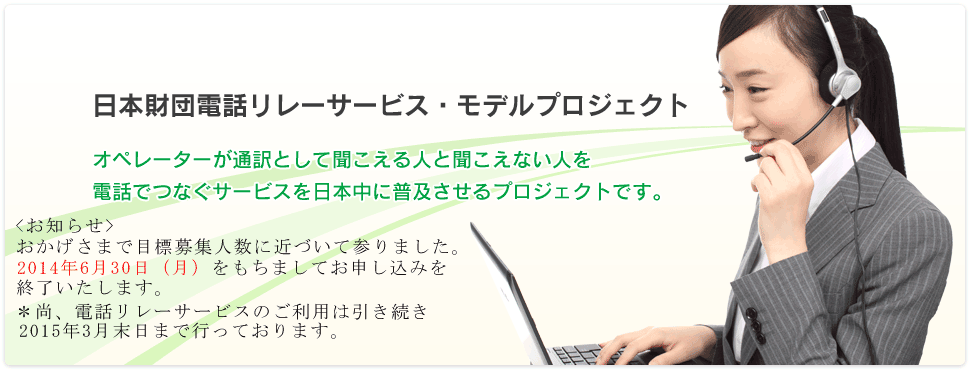 日本財団電話リレーサービス・モデルプロジェクト
オペレーターが通訳として聞こえる人と聞こえない人を
電話でつなぐサービスを日本中に普及させるプロジェクトです。
<お知らせ>
おかげさまで目標募集人数に近づいて参りました。
2014年6月30日（月）をもちましてお申し込みを
終了いたします。
＊尚、電話リレーサービスのご利用は引き続き
2015年3月末日まで行っております。